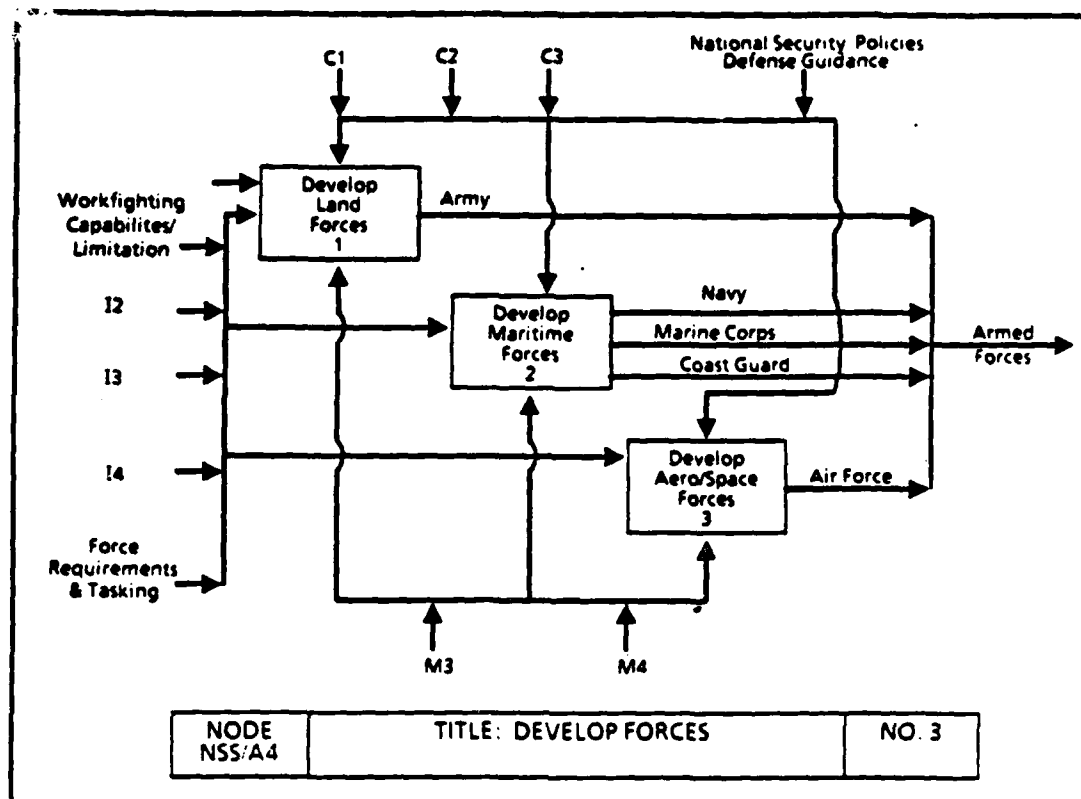 C1
C2
C3
National Security Policies
Defense Guidance
Workfighting
Capabilites/
Limitation
Develop
Land
Forces
1
Army
I2
I3
I4
Force
Requirements
& Tasking
Develop
Maritime
Forces
2
Navy
Marine Corps
Coast Guard
Armed
Forces
Develop
Aero/Space
Forces
3
Air Force
M3
M4
NODE
NSS/A4
TITLE: DEVELOP FORCES
NO. 3